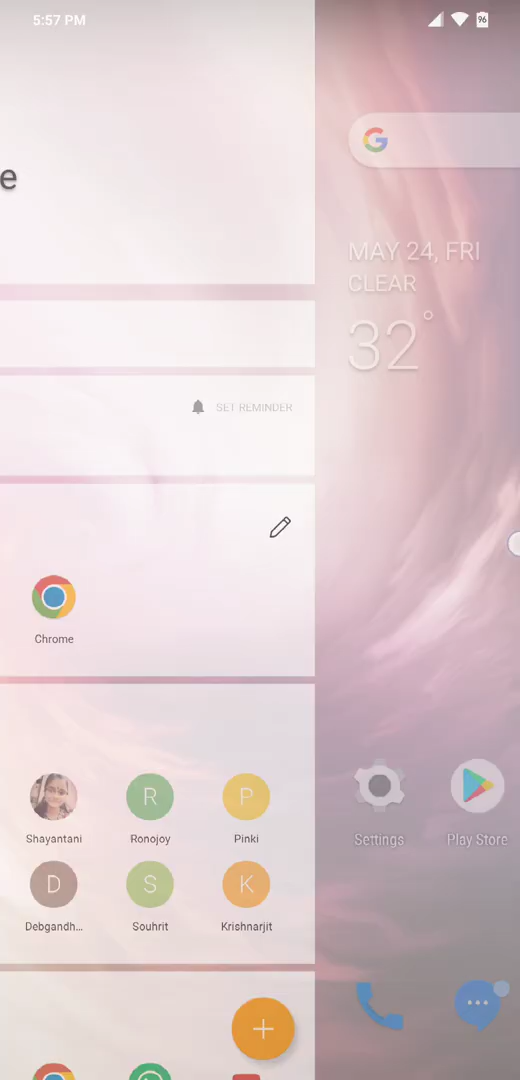 5:57 PM
96
e
MAY 24, FRI
CLEAR
32°
SET REMINDER
Chrome
Shayantani
Ronojoy
Pinki
R
P
Debgandh...
Souhrit
Krishnarjit
D
S
K
Settings
Play Store